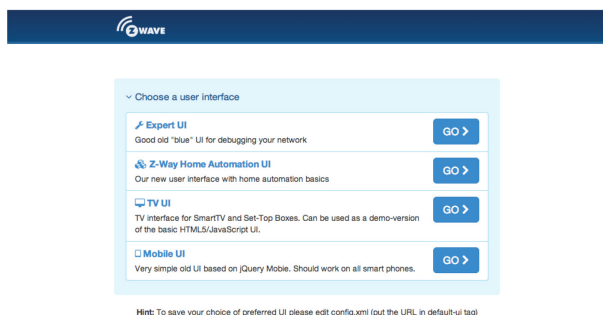 Z WAVE
Choose a user interface
Expert UI
Good old "blue" UI for debugging your network
GO
Z-Way Home Automation UI
Our new user interface with home automation basics
GO
TV UI
TV interface for SmartTV and Set-Top Boxes. Can be used as a demo-version
of the basic HTML5/JavaScript UI.
GO
Mobile UI
Very simple old UI based on jQuery Mobie. Should work on all smart phones.
GO
Hint: To save your choice of preferred UI please edit config.xml (put the URL in default-ui tag)